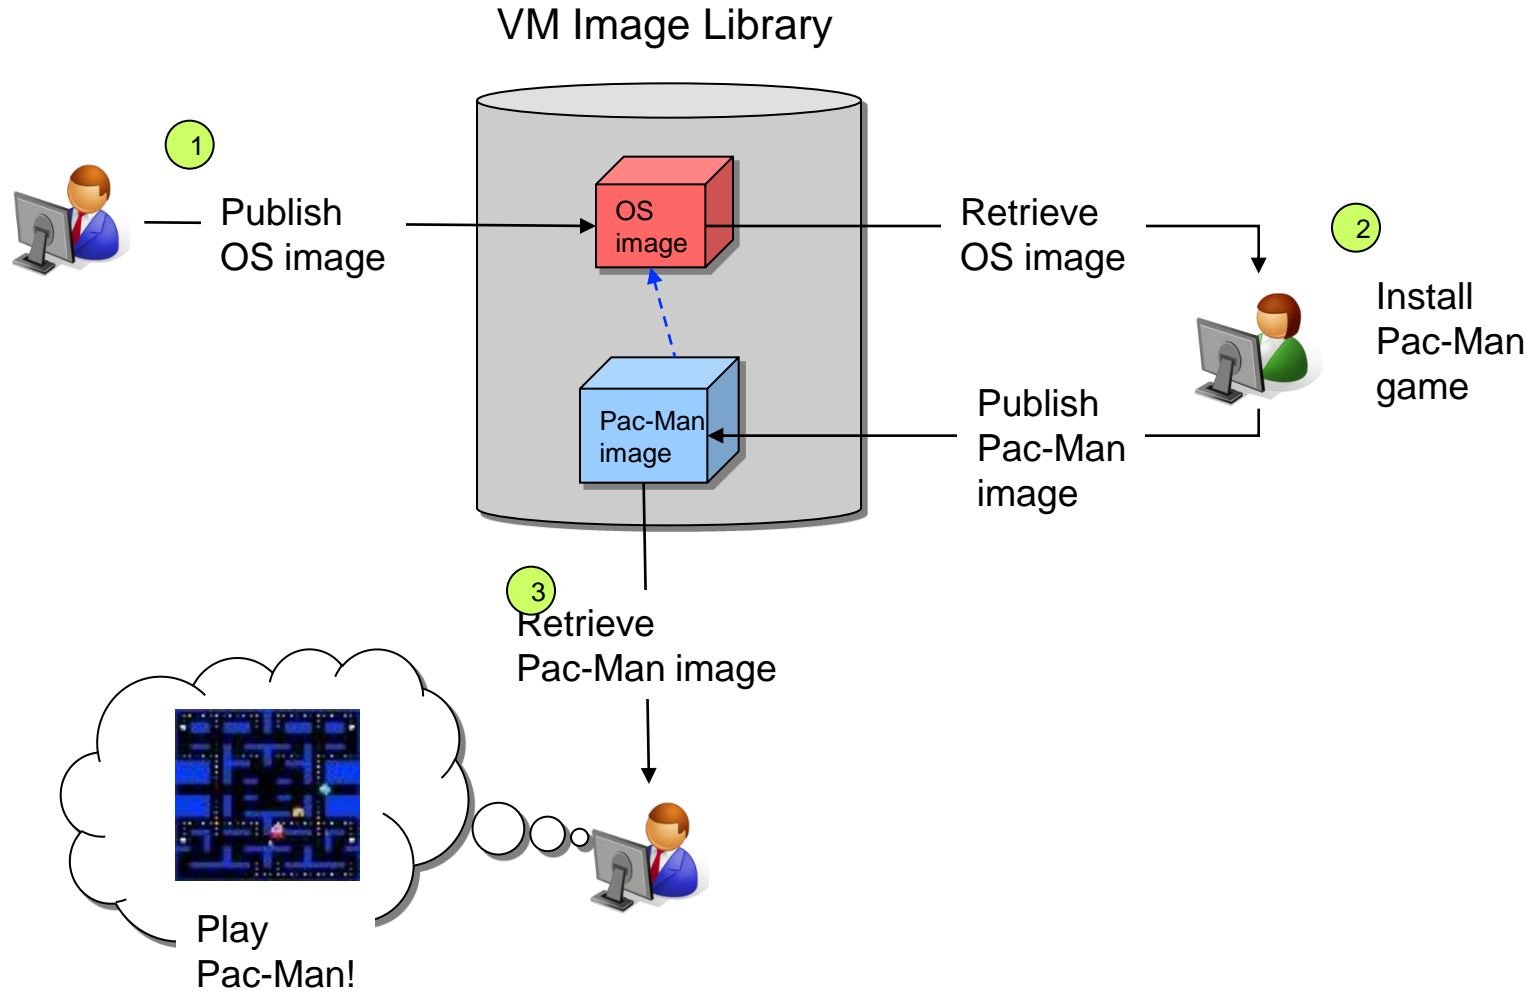 VM Image Library
1
Publish
OS image
OS
image
Retrieve
OS image
2
Install
Pac-Man
game
Pac-Man
image
Publish
Pac-Man
image
3
Retrieve
Pac-Man image
Play
Pac-Man!